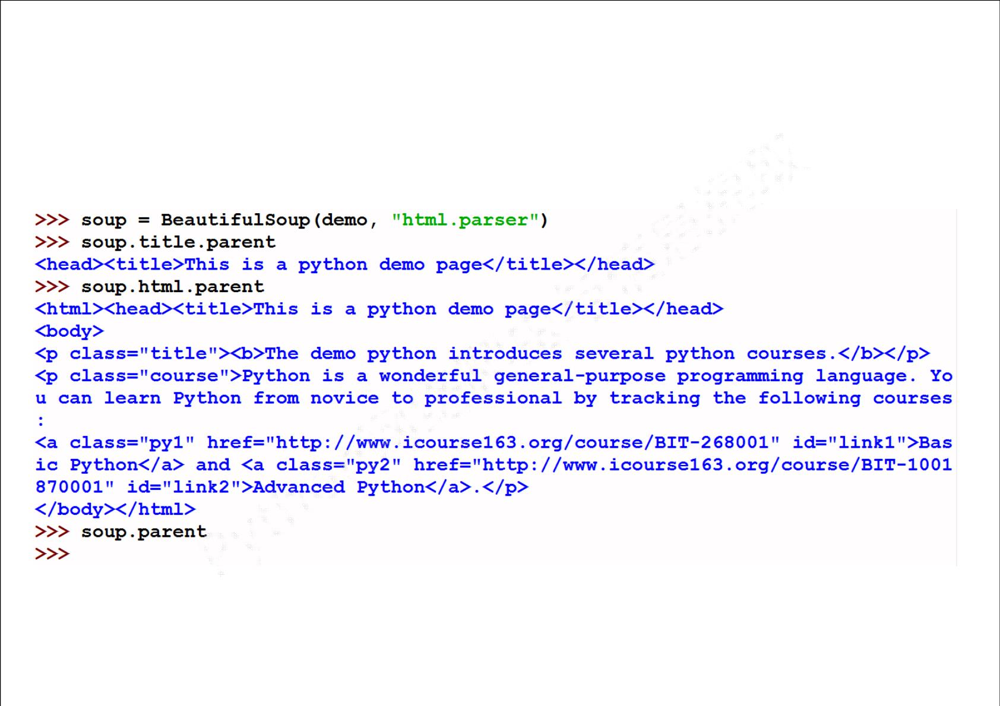 >>> soup = BeautifulSoup(demo, "html.parser")
>>> soup.title.parent
<head><title>This is a python demo page</title></head>
>>> soup.html.parent
<html><head><title>This is a python demo page</title></head>
<body>
<p class="title"><b>The demo python introduces several python courses.</b></p>
<p class="course">Python is a wonderful general-purpose programming language. Yo
u can learn Python from novice to professional by tracking the following courses
:
<a class="py1" href="http://www.icourse163.org/course/BIT-268001" id="link1">Bas
ic Python</a> and <a class="py2" href="http://www.icourse163.org/course/BIT-1001
870001" id="link2">Advanced Python</a>.</p>
</body></html>
>>> soup.parent
>>>